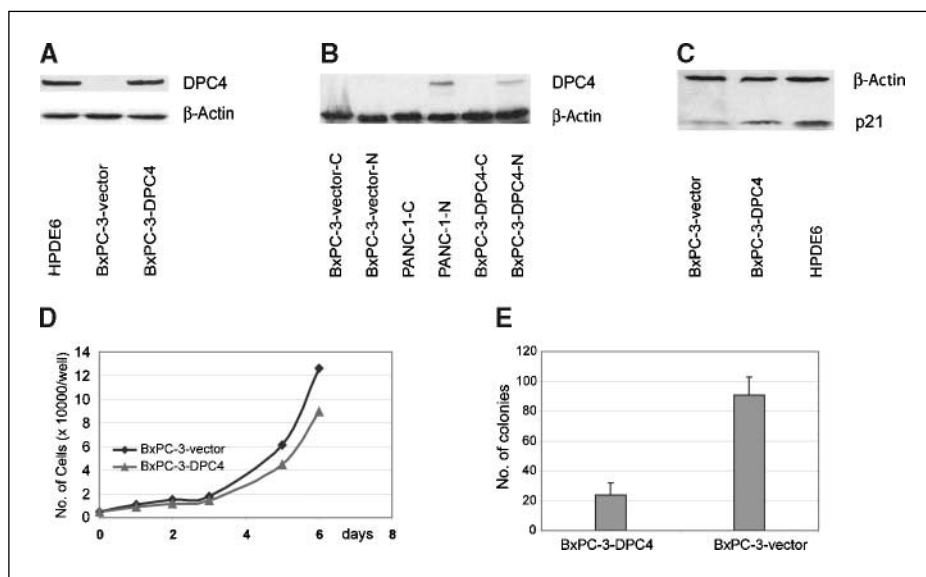 A
DPC4
β-Actin
HPDE6
BxPC-3-vector
BxPC-3-DPC4
B
DPC4
β-Actin
BxPC-3-vector-C
BxPC-3-vector-N
PANC-1-C
PANC-1-N
BxPC-3-DPC4-C
BxPC-3-DPC4-N
C
β-Actin
p21
BxPC-3-vector
BxPC-3-DPC4
HPDE6
D
No. of Cells (x 10000/well)
14
12
10
8
6
4
2
0
BxPC-3-vector
BxPC-3-DPC4
0 2 4 6 days 8
E
No. of colonies
120
100
80
60
40
20
0
BxPC-3-DPC4 BxPC-3-vector